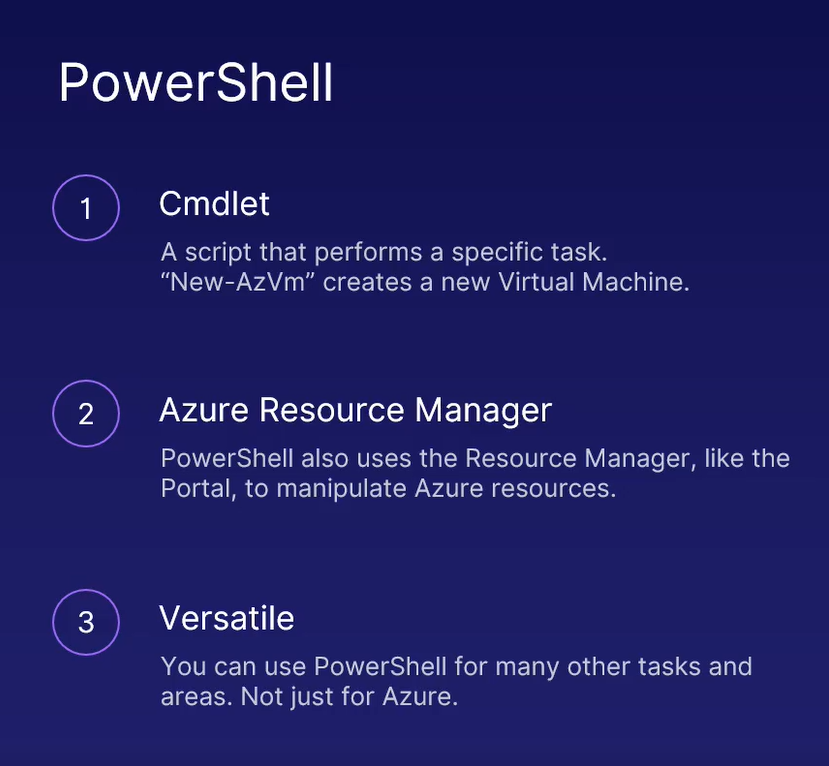 PowerShell
1
Cmdlet
A script that performs a specific task.
“New-AzVm” creates a new Virtual Machine.
2
Azure Resource Manager
PowerShell also uses the Resource Manager, like the
Portal, to manipulate Azure resources.
3
Versatile
You can use PowerShell for many other tasks and
areas. Not just for Azure.